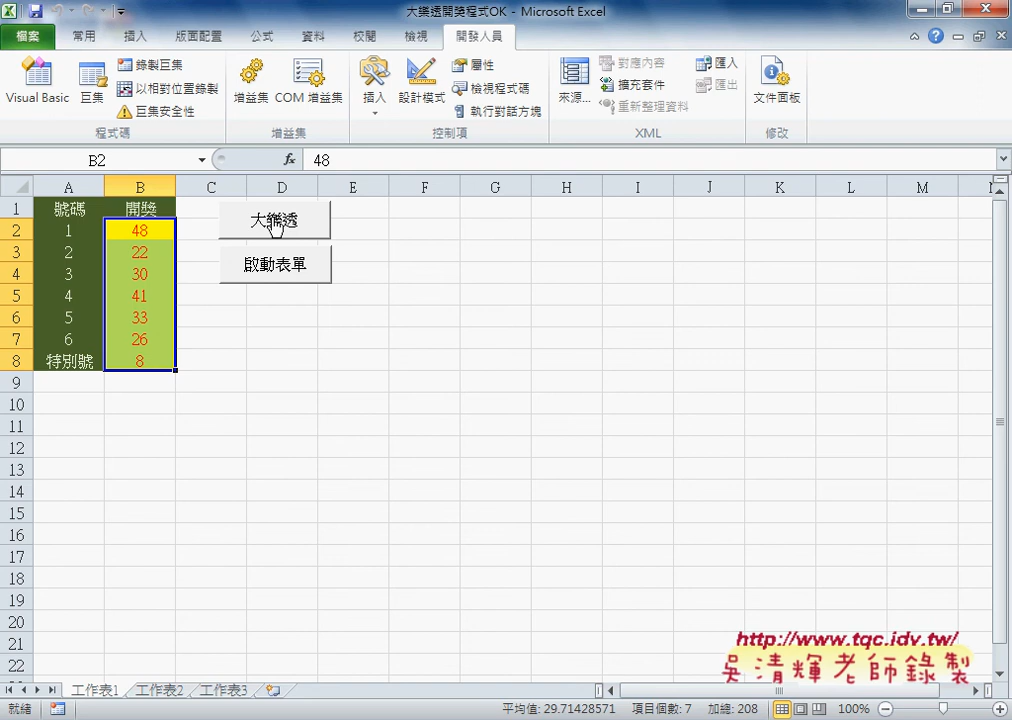 大樂透開獎程式OK - Microsoft Excel
檔案 常用 插入 版面配置 公式 資料 校閱 檢視 開發人員
Visual Basic 巨集 錄製巨集 以相對位置錄製 巨集安全性 程式碼
增益集 COM 增益集 增益集
插入 設計模式 屬性 檢視程式碼 執行對話方塊 控制項
來源... 對應內容 擴充套件 重新整理資料 匯入 匯出 XML
文件面板 修改
B2 fx 48
A B C D E F G H I J K L M
1 號碼 開獎 大樂透
2 1 48
3 2 22 啟動表單
4 3 30
5 4 41
6 5 33
7 6 26
8 特別號 8
9
10
11
12
13
14
15
16
17
18
19
20
21
22
http://www.tqc.idv.tw/
吳清輝老師錄製
工作表1 工作表2 工作表3
就緒 平均值: 29.71428571 項目個數: 7 加總: 208 100%